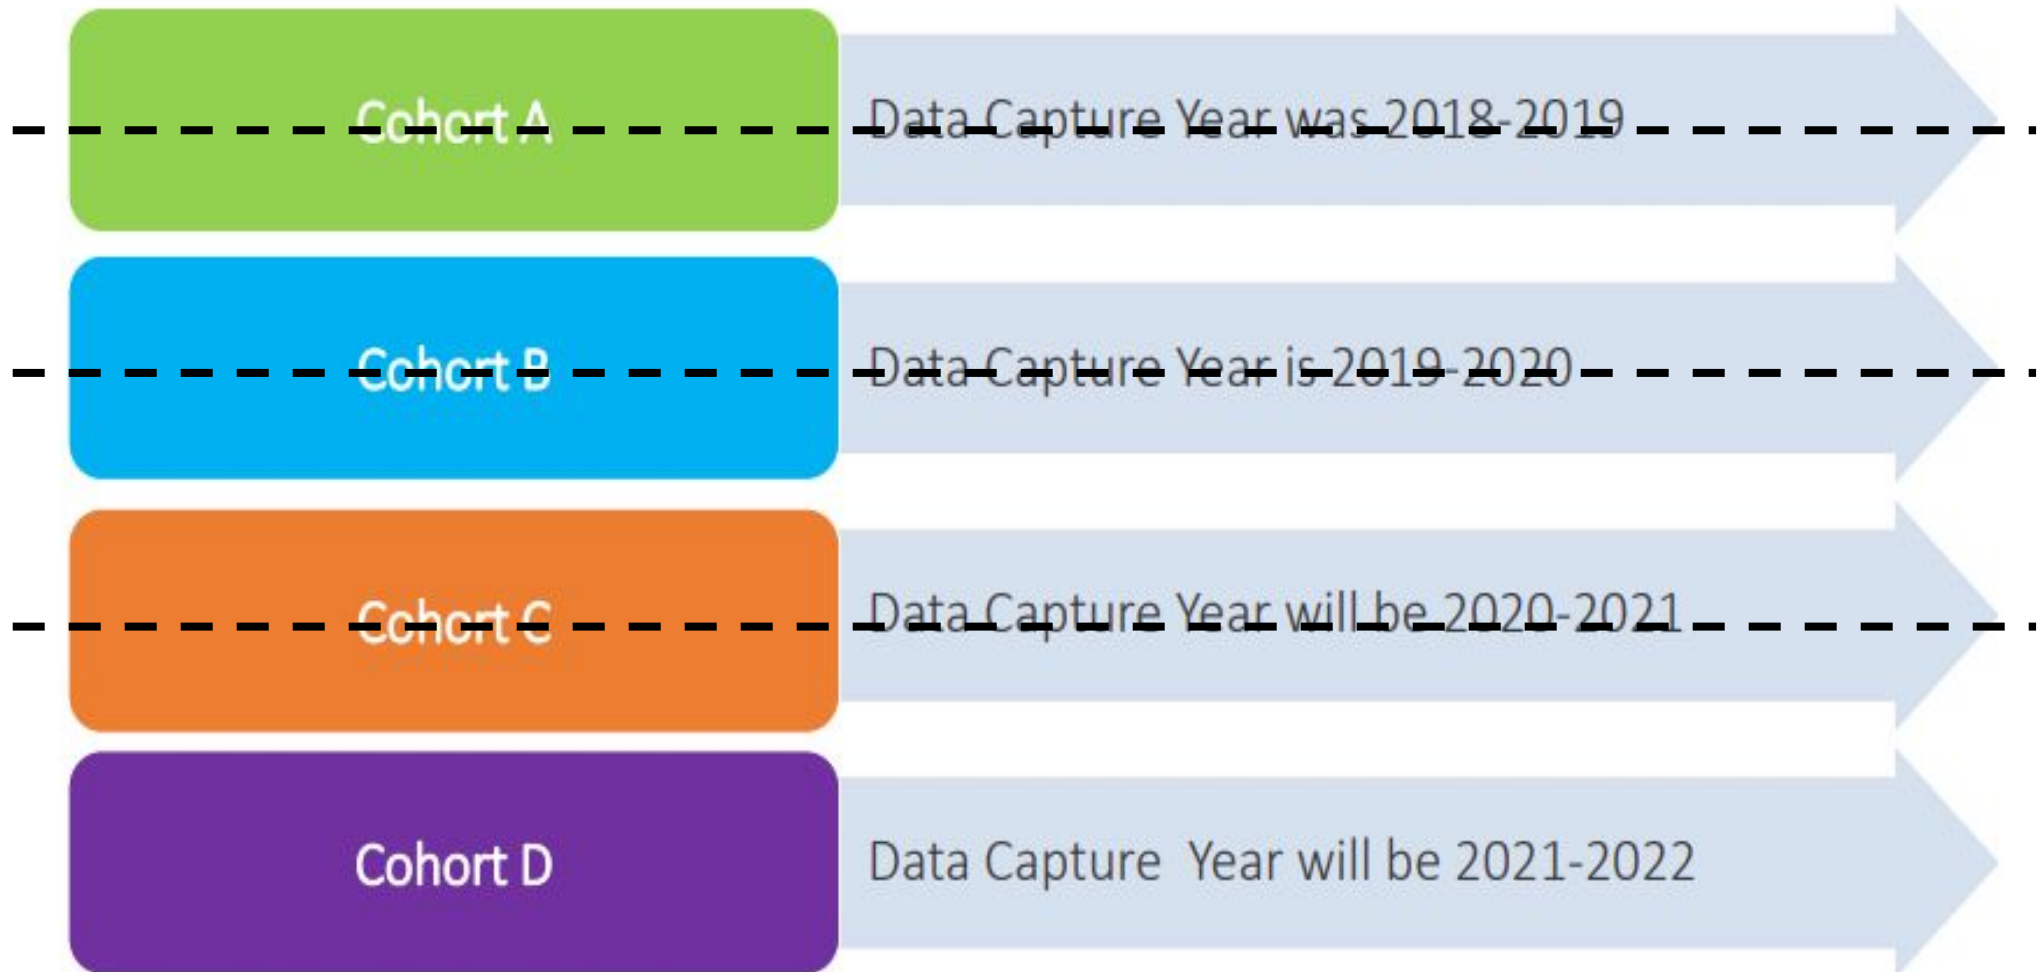 Cohort A
Data Capture Year was 2018-2019
Cohort B
Data Capture Year is 2019-2020
Cohort C
Data Capture Year will be 2020-2021
Cohort D
Data Capture  Year will be 2021-2022